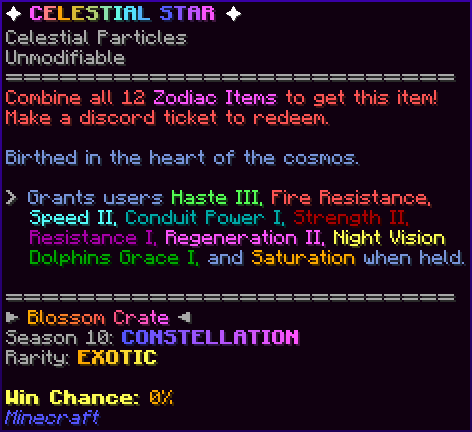 ✦ CELESTIAL STAR ✦
Celestial Particles
Unmodifiable
================================
Combine all 12 Zodiac Items to get this item!
Make a discord ticket to redeem.
Birthed in the heart of the cosmos.
> Grants users Haste III, Fire Resistance,
Speed II, Conduit Power I, Strength II,
Resistance I, Regeneration II, Night Vision
Dolphins Grace I, and Saturation when held.
================================
► Blossom Crate ◄
Season 10: CONSTELLATION
Rarity: EXOTIC
Win Chance: 0%
Minecraft